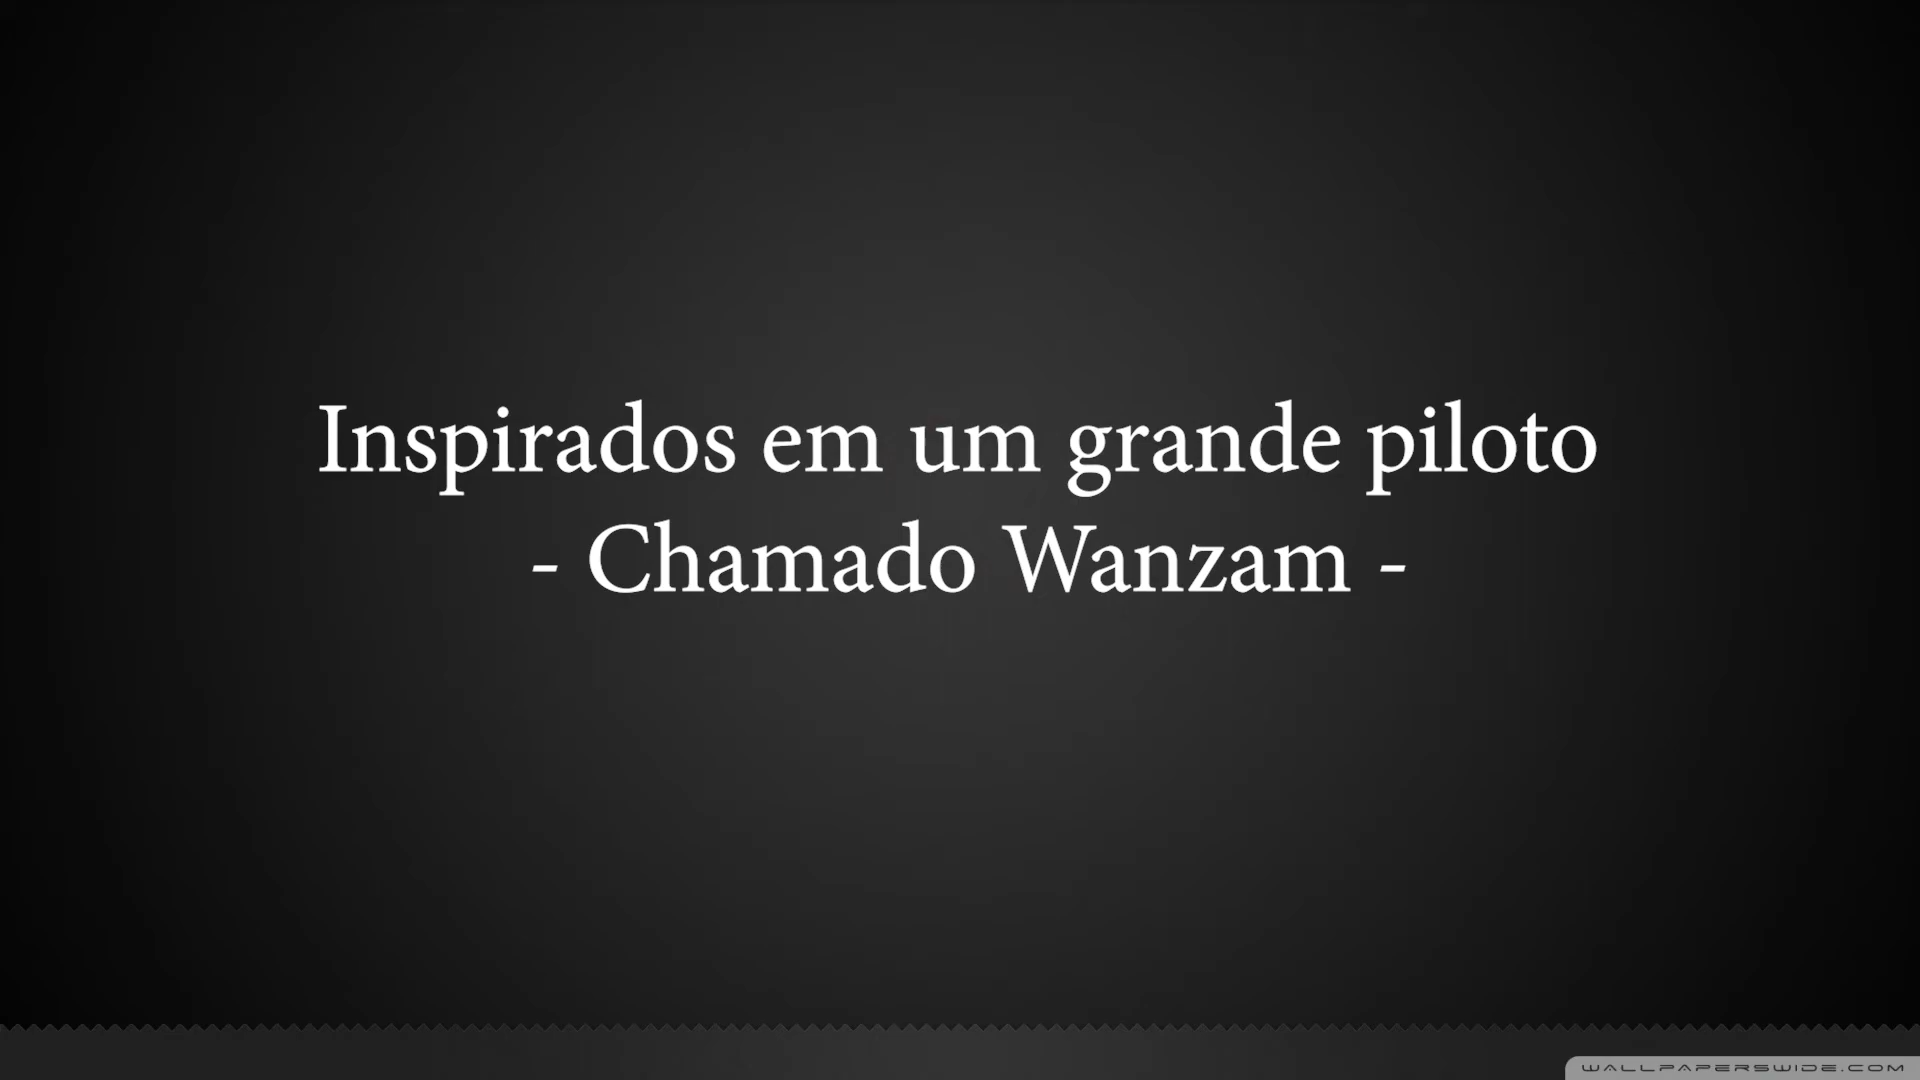 Inspirados em um grande piloto
- Chamado Wanzam -
WALLPAPERSWIDE.COM